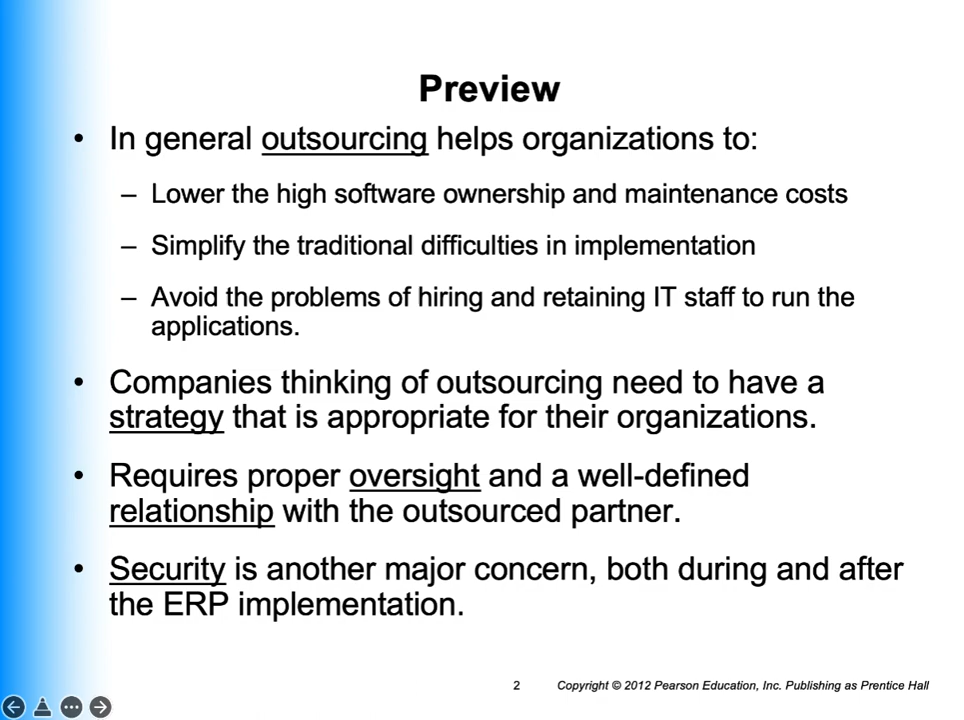 Preview
• In general outsourcing helps organizations to:
– Lower the high software ownership and maintenance costs
– Simplify the traditional difficulties in implementation
– Avoid the problems of hiring and retaining IT staff to run the
applications.
• Companies thinking of outsourcing need to have a
strategy that is appropriate for their organizations.
• Requires proper oversight and a well-defined
relationship with the outsourced partner.
• Security is another major concern, both during and after
the ERP implementation.
2 Copyright © 2012 Pearson Education, Inc. Publishing as Prentice Hall